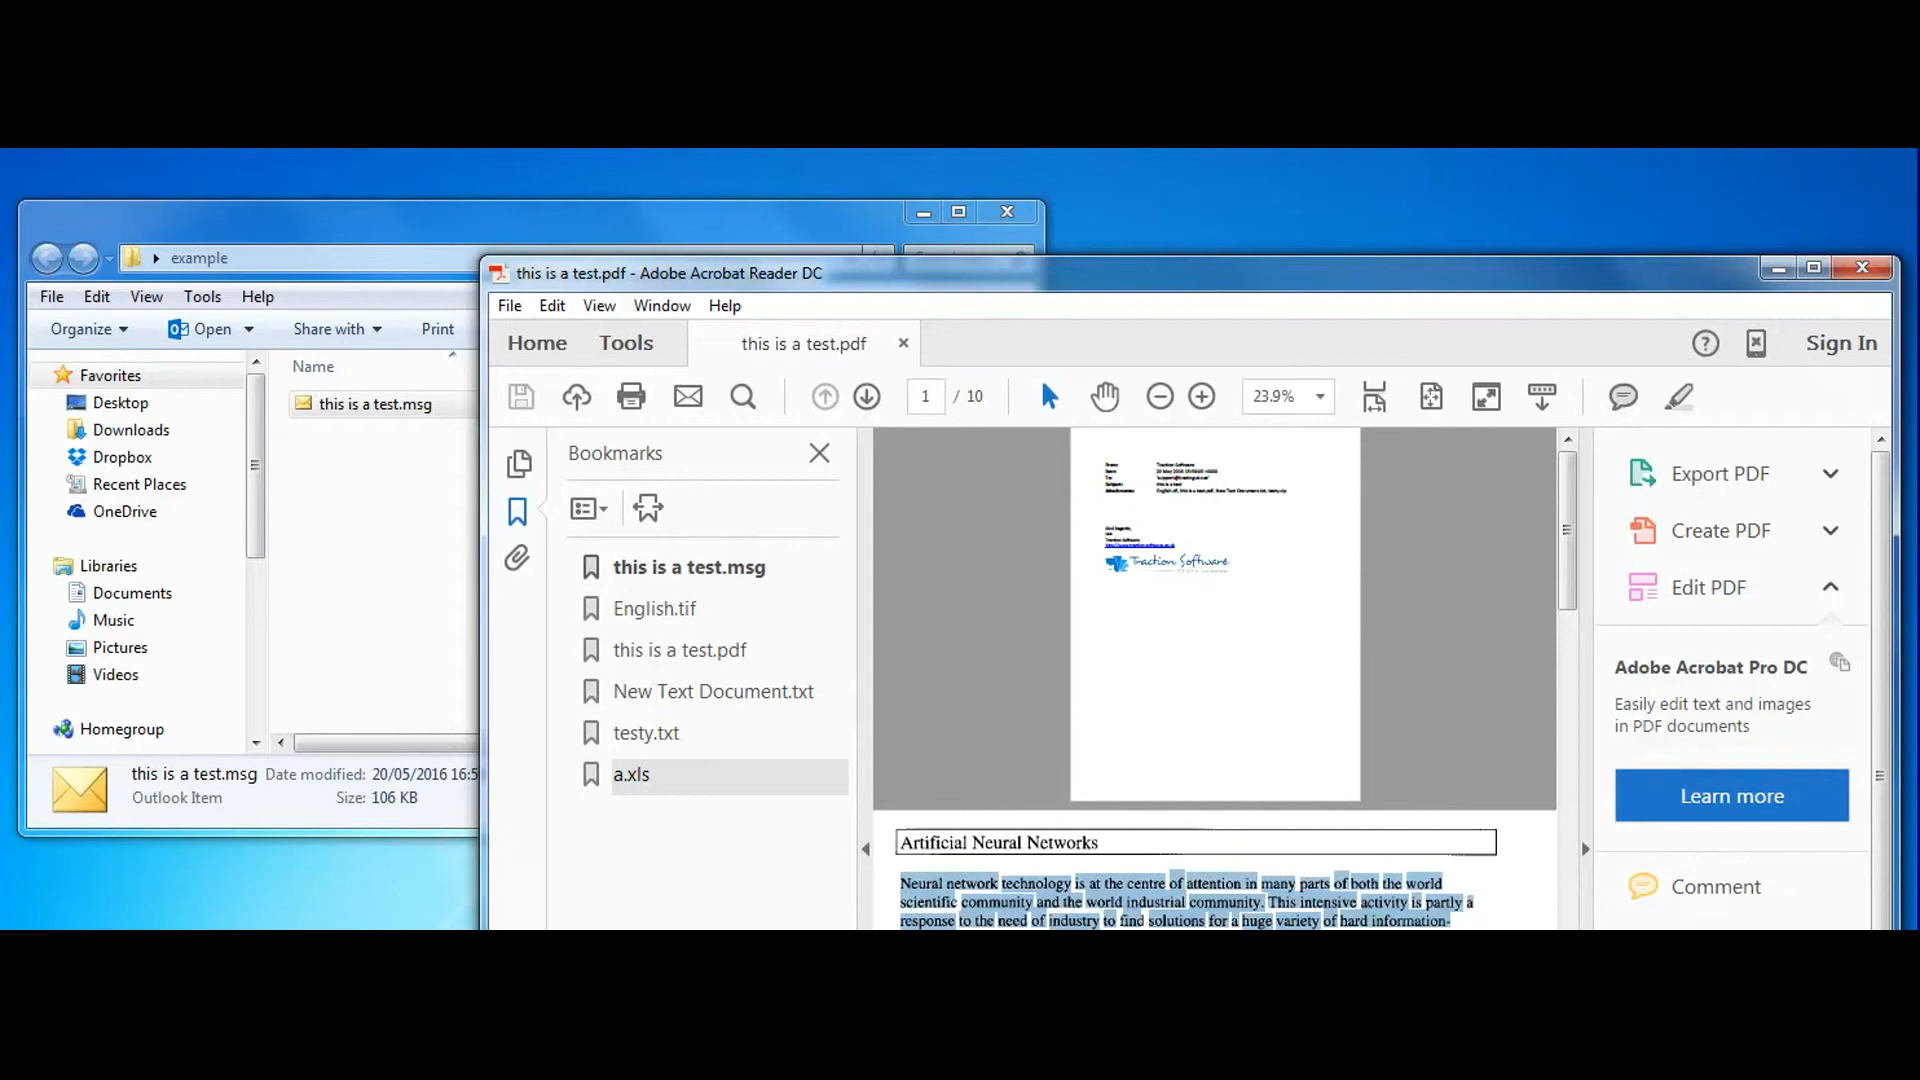 example
File Edit View Tools Help
Organize Open Share with Print
Name
Favorites
Desktop
Downloads
Dropbox
Recent Places
OneDrive
Libraries
Documents
Music
Pictures
Videos
Homegroup
this is a test.msg
this is a test.msg Date modified: 20/05/2016 16:5
Outlook Item Size: 106 KB
this is a test.pdf - Adobe Acrobat Reader DC
File Edit View Window Help
Home Tools this is a test.pdf Sign In
1 / 10 23.9%
Bookmarks
this is a test.msg
English.tif
this is a test.pdf
New Text Document.txt
testy.txt
a.xls
Traction Software
Artificial Neural Networks
Neural network technology is at the centre of attention in many parts of both the world
scientific community and the world industrial community. This intensive activity is partly a
response to the need of industry to find solutions for a huge variety of hard information-
Export PDF
Create PDF
Edit PDF
Adobe Acrobat Pro DC
Easily edit text and images
in PDF documents
Learn more
Comment